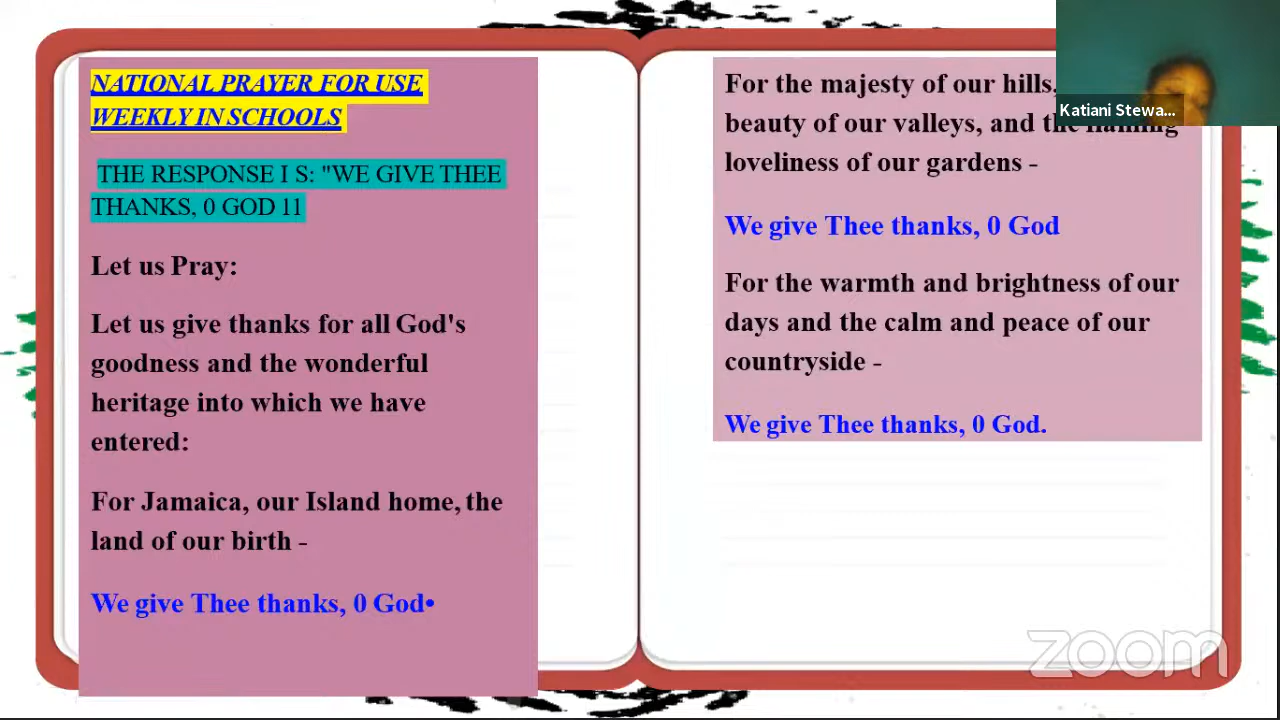 NATIONAL PRAYER FOR USE
WEEKLY IN SCHOOLS
THE RESPONSE I S: "WE GIVE THEE
THANKS, 0 GOD 11
Let us Pray:
Let us give thanks for all God's
goodness and the wonderful
heritage into which we have
entered:
For Jamaica, our Island home, the
land of our birth -
We give Thee thanks, 0 God•
For the majesty of our hills,
beauty of our valleys, and the flaming
loveliness of our gardens -
We give Thee thanks, 0 God
For the warmth and brightness of our
days and the calm and peace of our
countryside -
We give Thee thanks, 0 God.
Katiani Stewa...
zoom